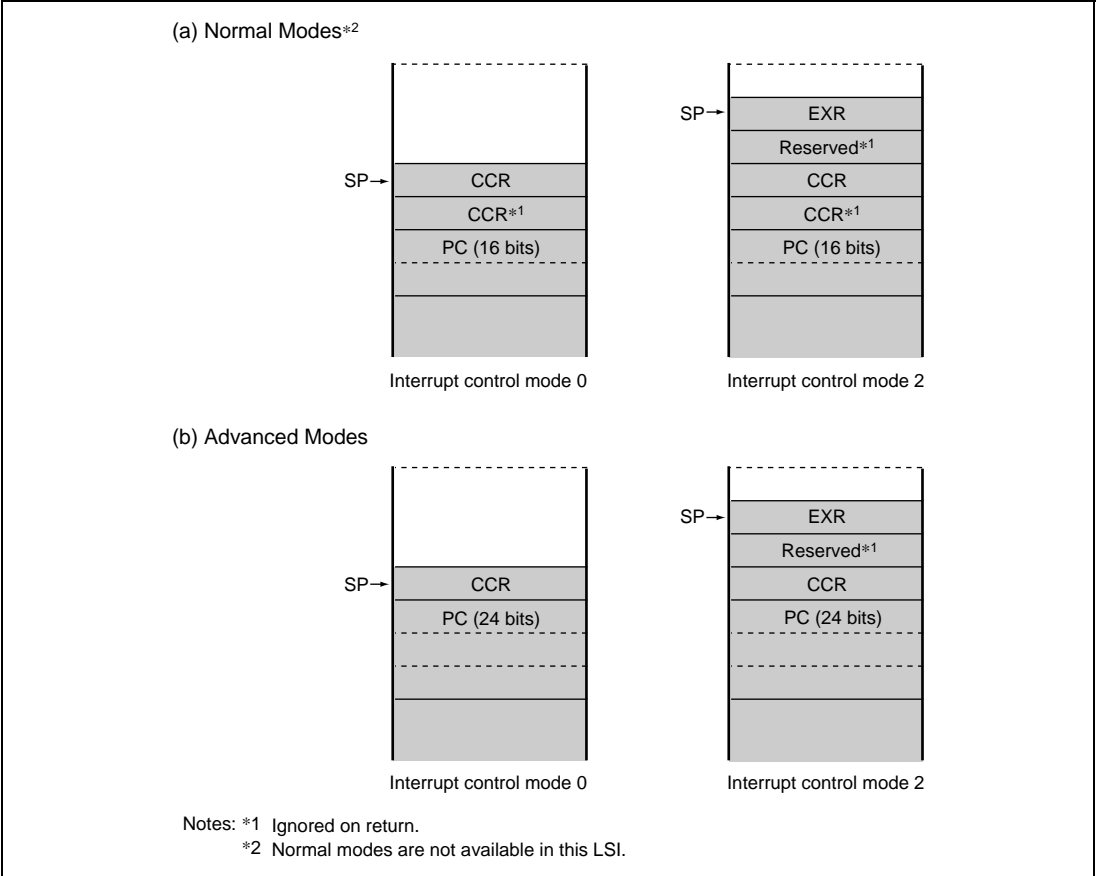 (a) Normal Modes*2
SP
CCR
CCR*1
PC (16 bits)
Interrupt control mode 0
SP
EXR
Reserved*1
CCR
CCR*1
PC (16 bits)
Interrupt control mode 2
(b) Advanced Modes
SP
CCR
PC (24 bits)
Interrupt control mode 0
SP
EXR
Reserved*1
CCR
PC (24 bits)
Interrupt control mode 2
Notes: *1 Ignored on return.
*2 Normal modes are not available in this LSI.